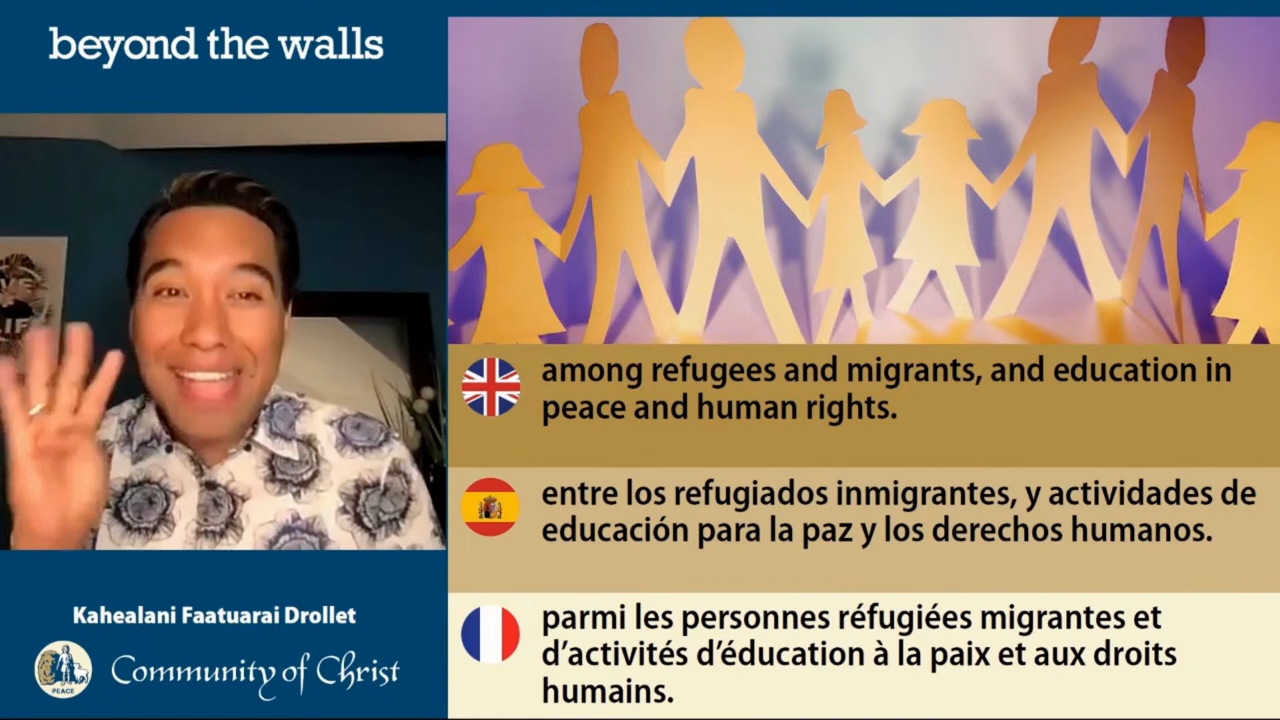 beyond the walls
among refugees and migrants, and education in
peace and human rights.
entre los refugiados inmigrantes, y actividades de
educación para la paz y los derechos humanos.
parmi les personnes réfugiées migrantes et
d’activités d’éducation à la paix et aux droits
humains.
Kahealani Faatuarai Drollet
PEACE
Community of Christ